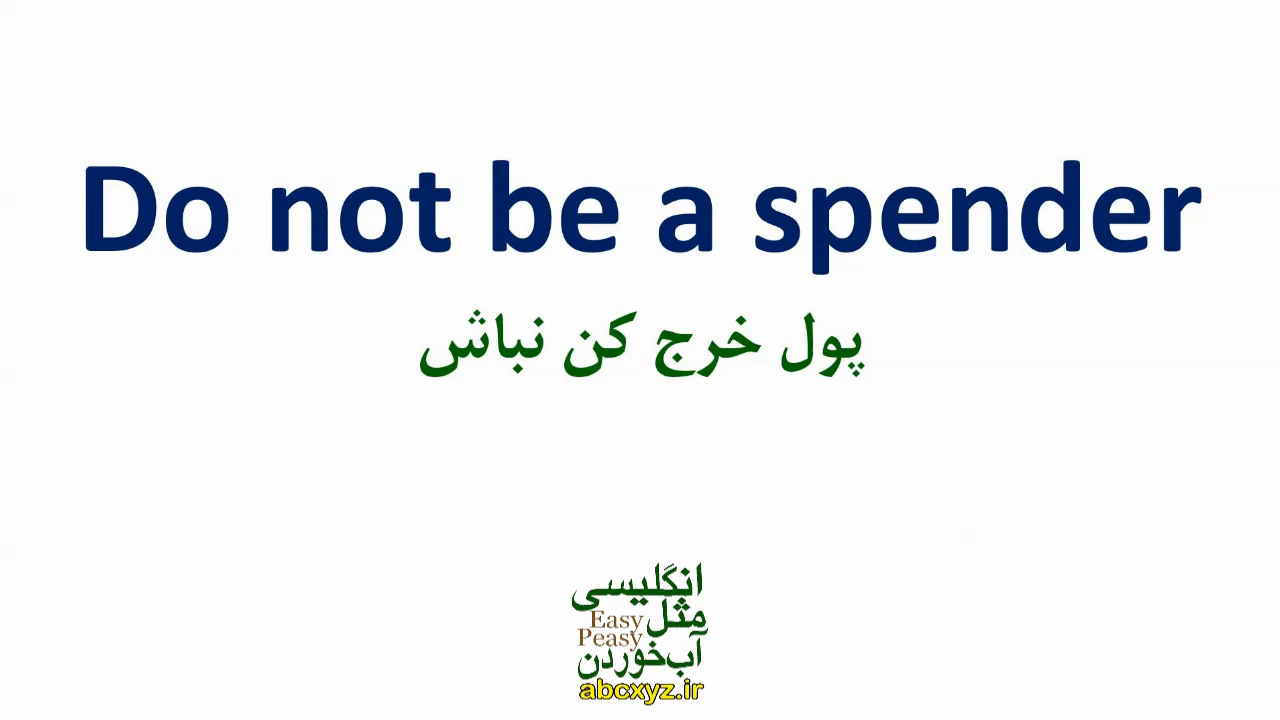 Do not be a spender
پول خرج کن نباش
انگلیسی
مثل
Easy
Peasy
آب‌خوردن
abcxyz.ir